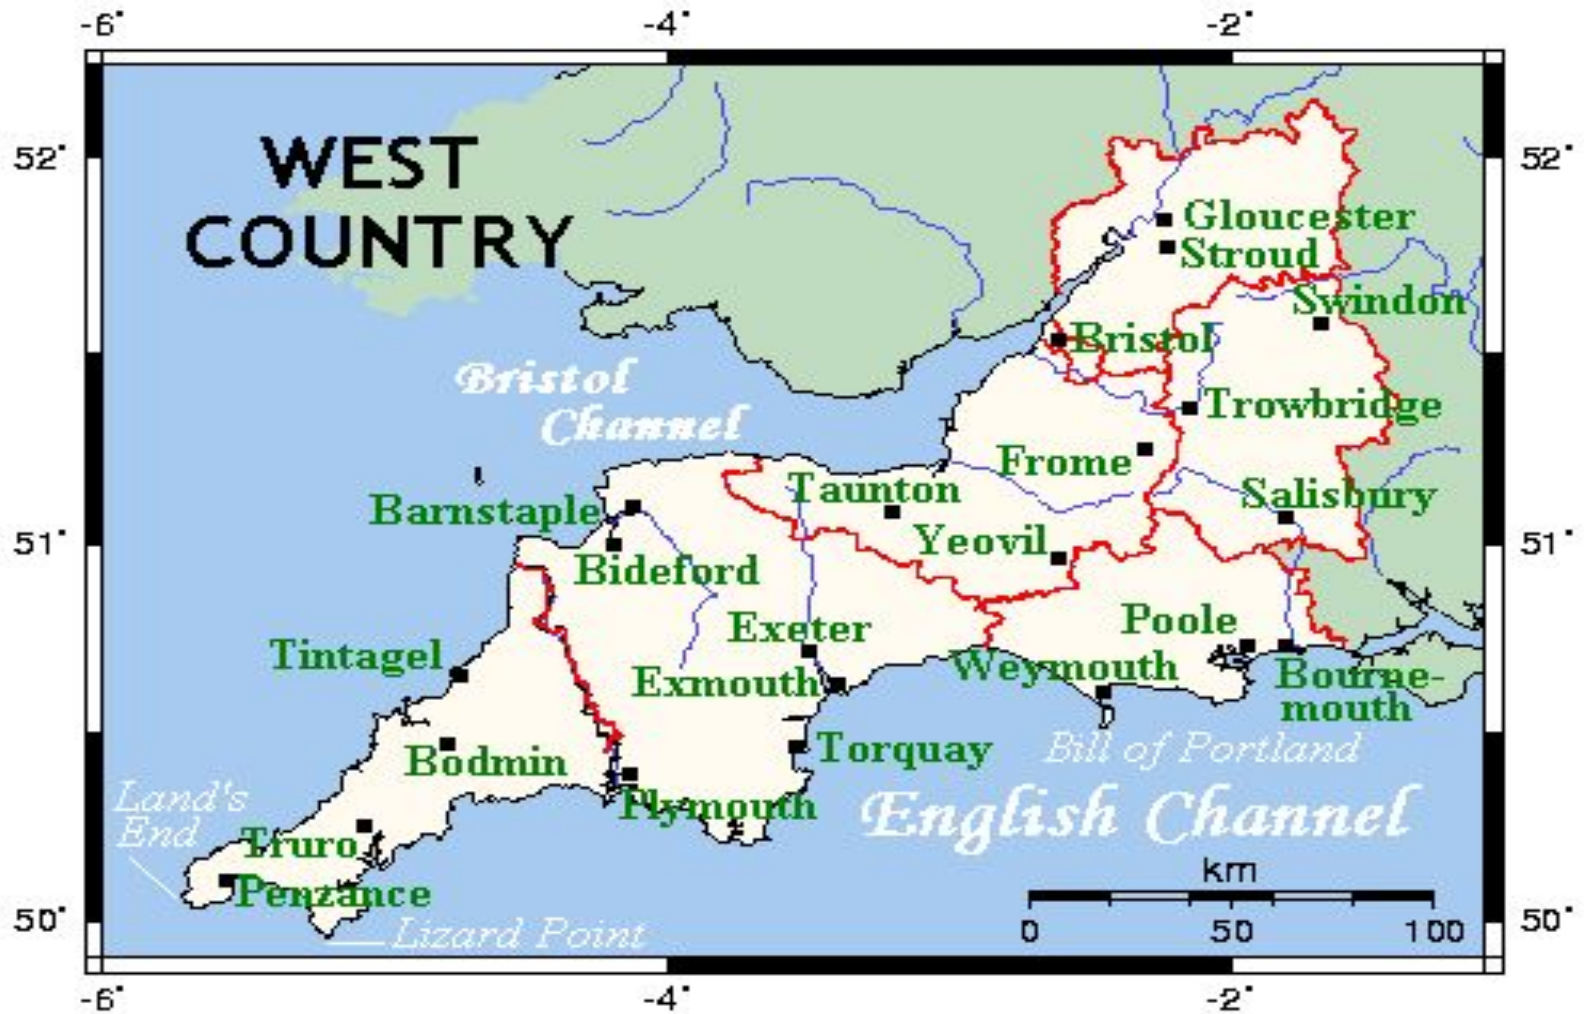 -6°
-4°
-2°
WEST
COUNTRY
52°
52°
Gloucester
Stroud
Swindon
Bristol
Bristol
Channel
Trowbridge
Frome
Taunton
Salisbury
Barnstaple
51°
51°
Yeovil
Bideford
Exeter
Poole
Tintagel
Exmouth
Weymouth
Bourne-
mouth
Torquay
Bill of Portland
Bodmin
Plymouth
English Channel
Land's
End
Truro
Penzance
km
50°
50°
0
50
100
Lizard Point
-6°
-4°
-2°